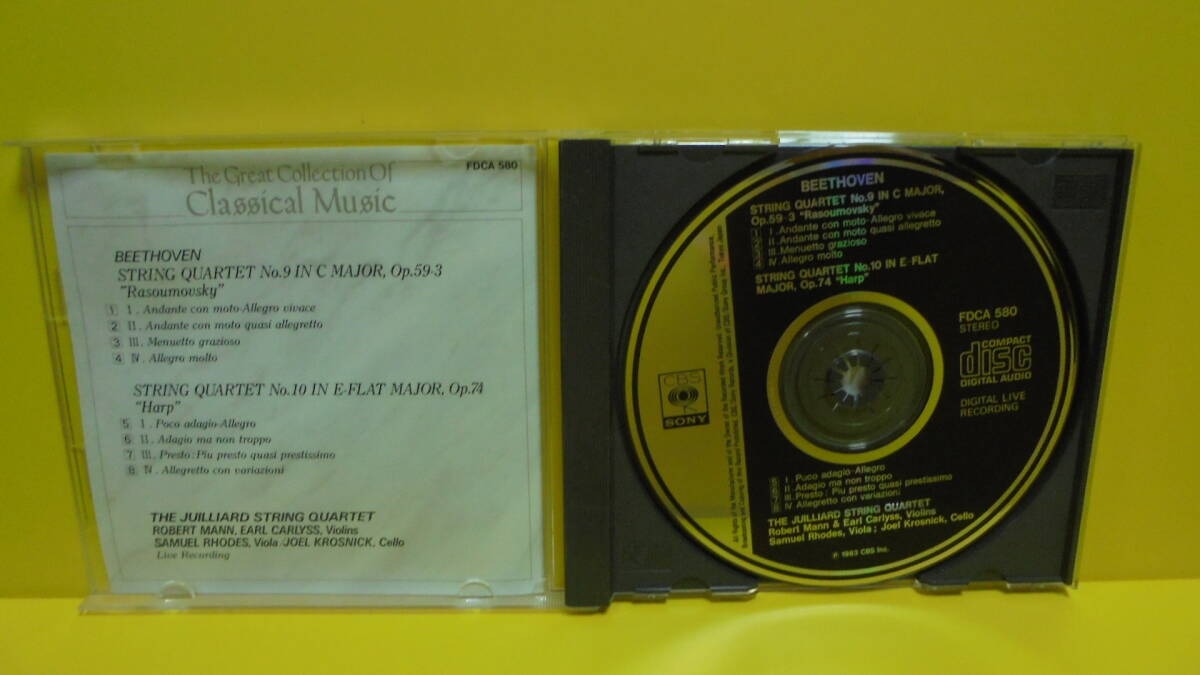 The Great Collection Of
FDCA 580
Classical Music
BEETHOVEN
STRING QUARTET No.9 IN C MAJOR, Op.59-3
"Rasoumovsky"
1 I. Andante con moto-Allegro vivace
2 II. Andante con moto quasi allegretto
3 III. Menuetto grazioso
4 IV. Allegro molto
STRING QUARTET No.10 IN E-FLAT MAJOR, Op.74
"Harp"
5 I. Poco adagio-Allegro
6 II. Adagio ma non troppo
7 III. Presto: Piu presto quasi prestissimo
8 IV. Allegretto con variazioni
THE JUILLIARD STRING QUARTET
ROBERT MANN, EARL CARLYSS, Violins
SAMUEL RHODES, Viola/JOEL KROSNICK, Cello
Live Recording
BEETHOVEN
STRING QUARTET No.9 IN C MAJOR,
Op.59-3 "Rasoumovsky"
I. Andante con moto-Allegro vivace
II. Andante con moto quasi allegretto
III. Menuetto grazioso
IV. Allegro molto
STRING QUARTET No.10 IN E-FLAT
MAJOR, Op.74 "Harp"
FDCA 580
STEREO
COMPACT
disc
DIGITAL AUDIO
DIGITAL LIVE
RECORDING
CBS
SONY
I. Puco adagio-Allegro
II. Adagio ma non troppo
III. Presto: Piu presto quasi prestissimo
IV Allegretto con variazioni
THE JUILLIARD STRING QUARTET
Robert Mann & Earl Carlyss, Violins
Samuel Rhodes, Viola; Joel Krosnick, Cello
℗ 1983 CBS Inc.